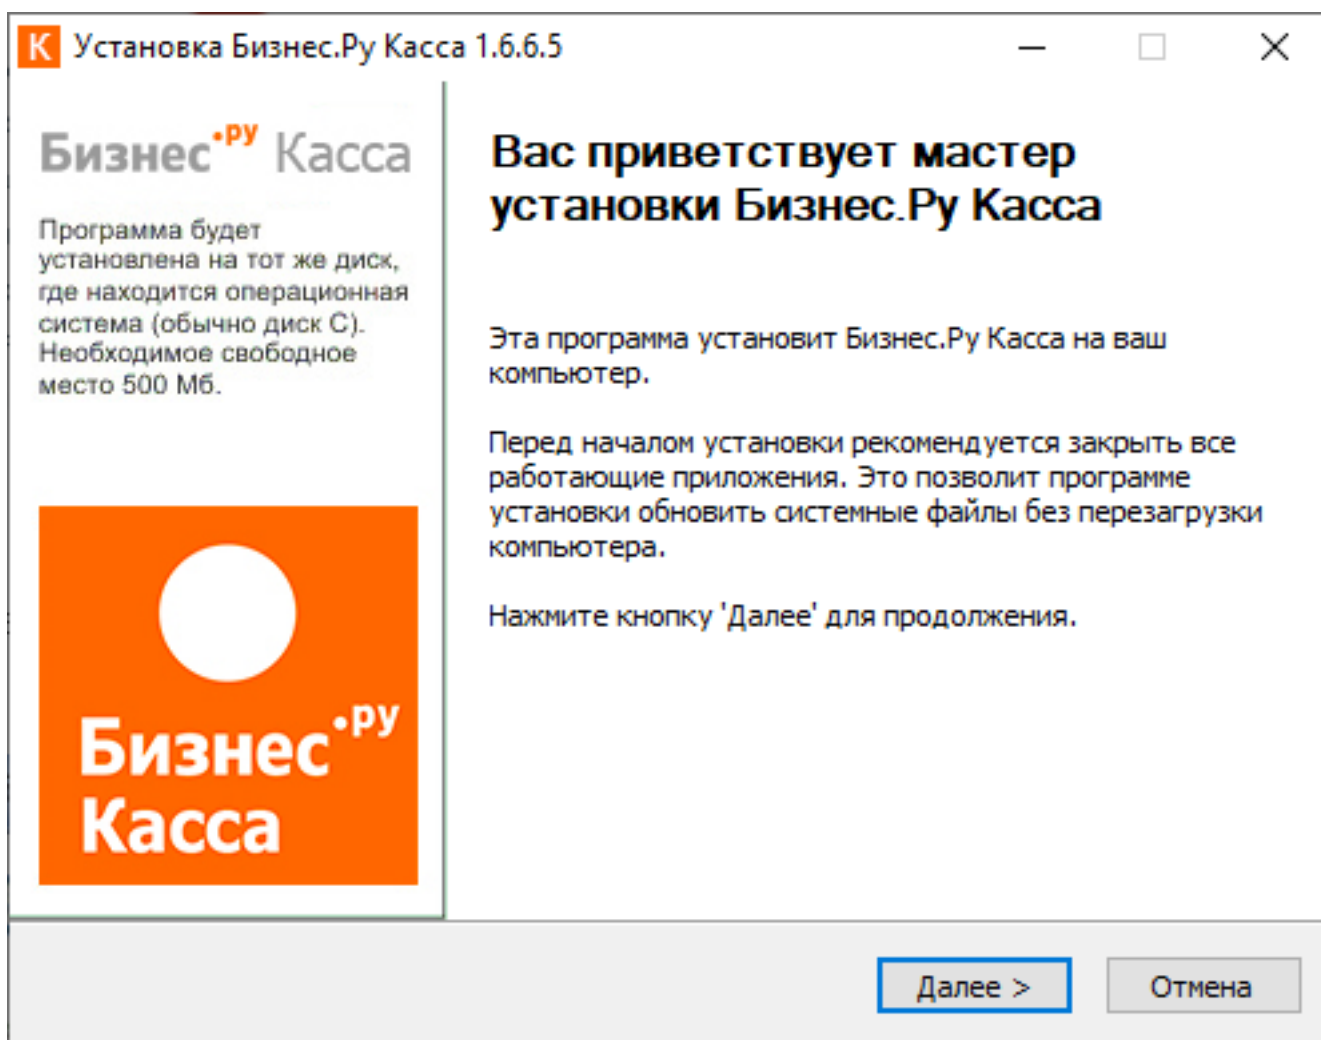 К Установка Бизнес.Ру Касса 1.6.6.5
Бизнес.ру Касса
Программа будет
установлена на тот же диск,
где находится операционная
система (обычно диск С).
Необходимое свободное
место 500 Мб.
Бизнес.ру
Касса
Вас приветствует мастер
установки Бизнес.Ру Касса
Эта программа установит Бизнес.Ру Касса на ваш
компьютер.
Перед началом установки рекомендуется закрыть все
работающие приложения. Это позволит программе
установки обновить системные файлы без перезагрузки
компьютера.
Нажмите кнопку 'Далее' для продолжения.
Далее >
Отмена